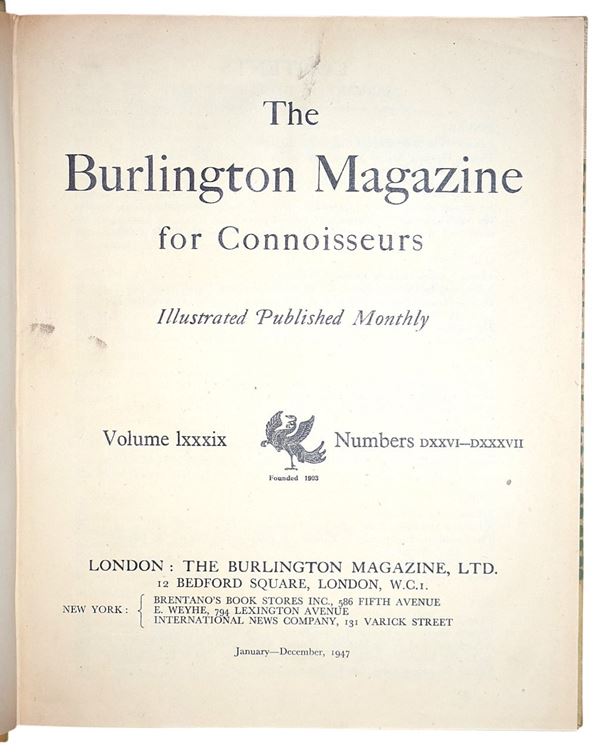 The
Burlington Magazine
for Connoisseurs
Illustrated Published Monthly
Volume lxxxix
Numbers DXXVI—DXXXVII
Founded 1903
LONDON : THE BURLINGTON MAGAZINE, LTD.
12 BEDFORD SQUARE, LONDON, W.C.1.
NEW YORK : { BRENTANO'S BOOK STORES INC., 586 FIFTH AVENUE
E. WEYHE, 794 LEXINGTON AVENUE
INTERNATIONAL NEWS COMPANY, 131 VARICK STREET
January—December, 1947